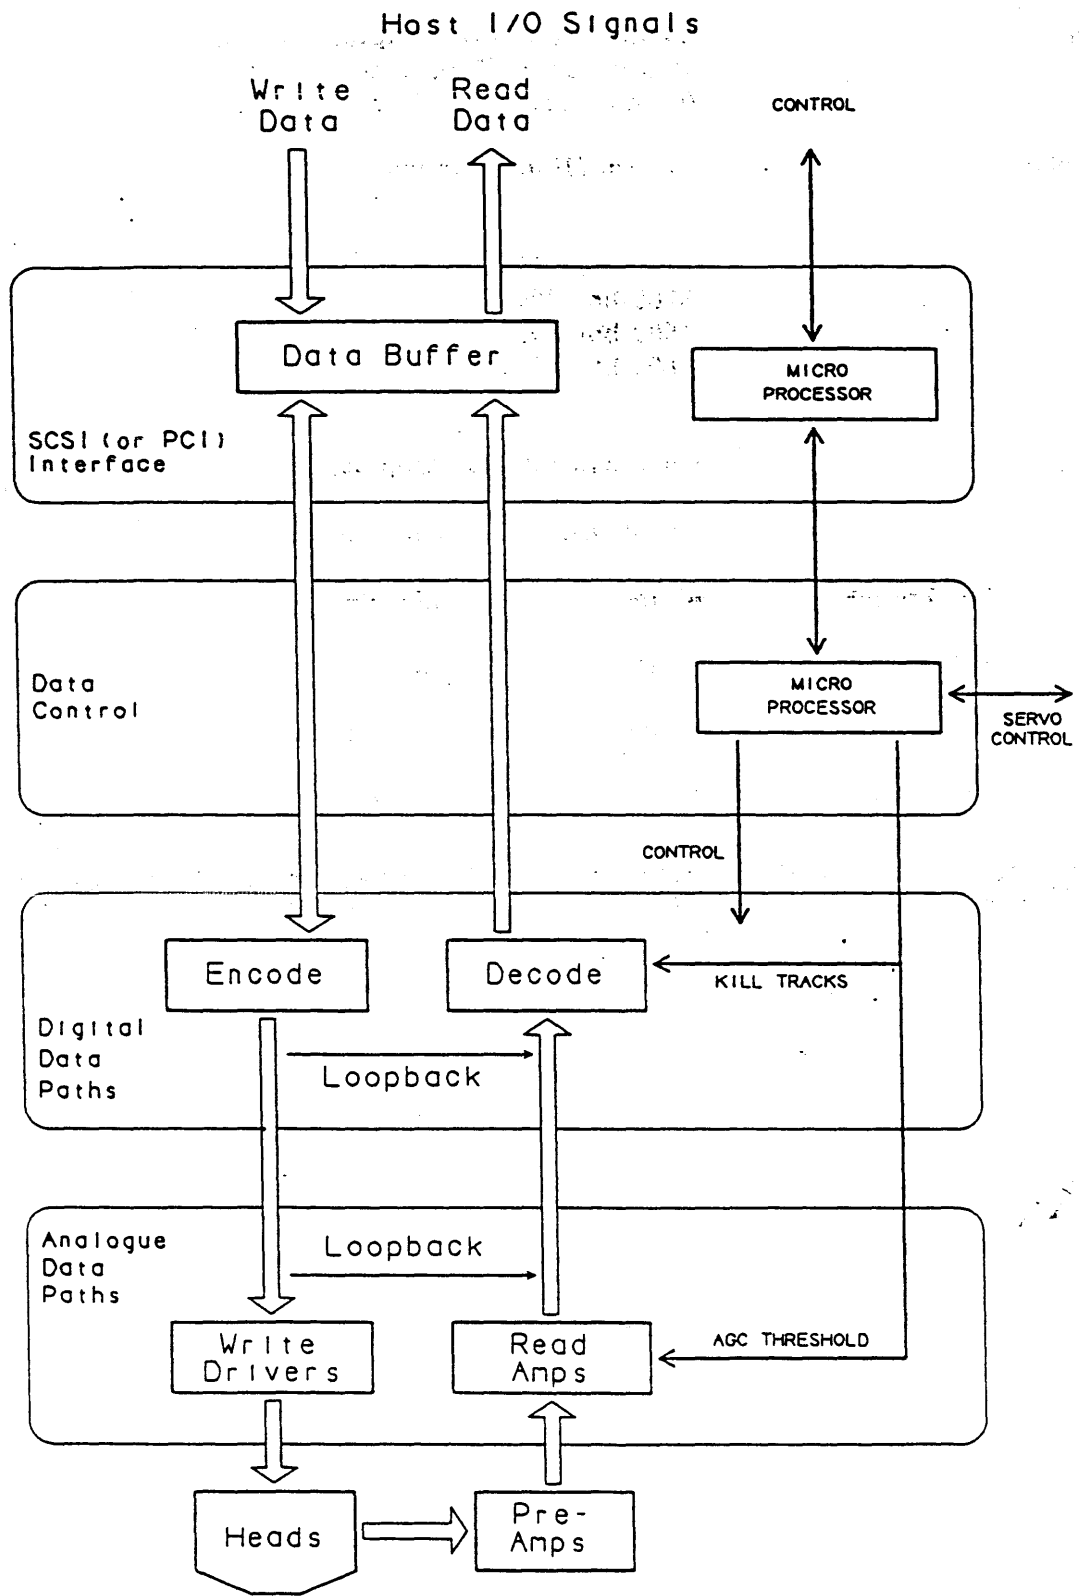 Host I/O Signals
Write
Data
Read
Data
CONTROL
Data Buffer
MICRO
PROCESSOR
SCSI (or PCI)
Interface
Data
Control
MICRO
PROCESSOR
SERVO
CONTROL
CONTROL
Encode
Decode
KILL TRACKS
Digital
Data
Paths
Loopback
Analogue
Data
Paths
Loopback
Write
Drivers
Read
Amps
AGC THRESHOLD
Heads
Pre-
Amps